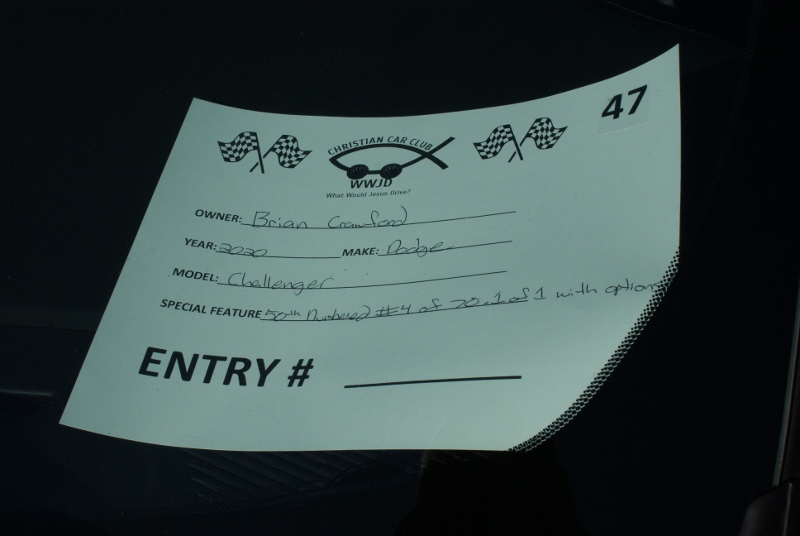 47
CHRISTIAN CAR CLUB
WWJD
What Would Jesus Drive?
OWNER: Brian Crawford
YEAR: 2020 MAKE: Dodge
MODEL: Challenger
SPECIAL FEATURE 50th Numbered #4 of 70. 1 of 1 with options
ENTRY #